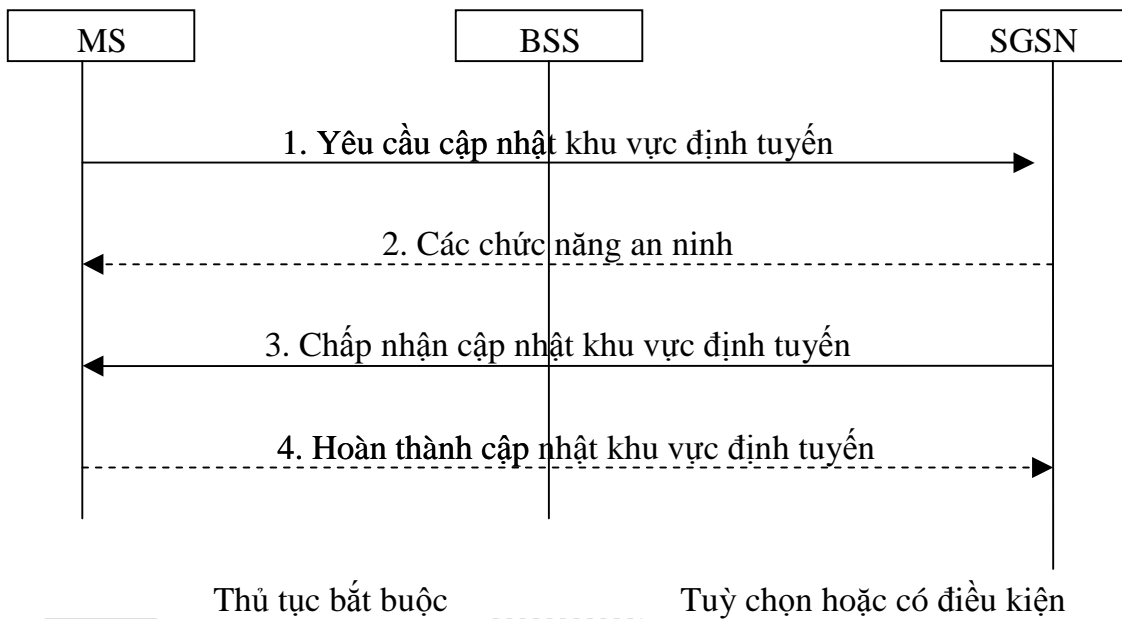 MS BSS SGSN
1. Yêu cầu cập nhật khu vực định tuyến
2. Các chức năng an ninh
3. Chấp nhận cập nhật khu vực định tuyến
4. Hoàn thành cập nhật khu vực định tuyến
Thủ tục bắt buộc Tuỳ chọn hoặc có điều kiện